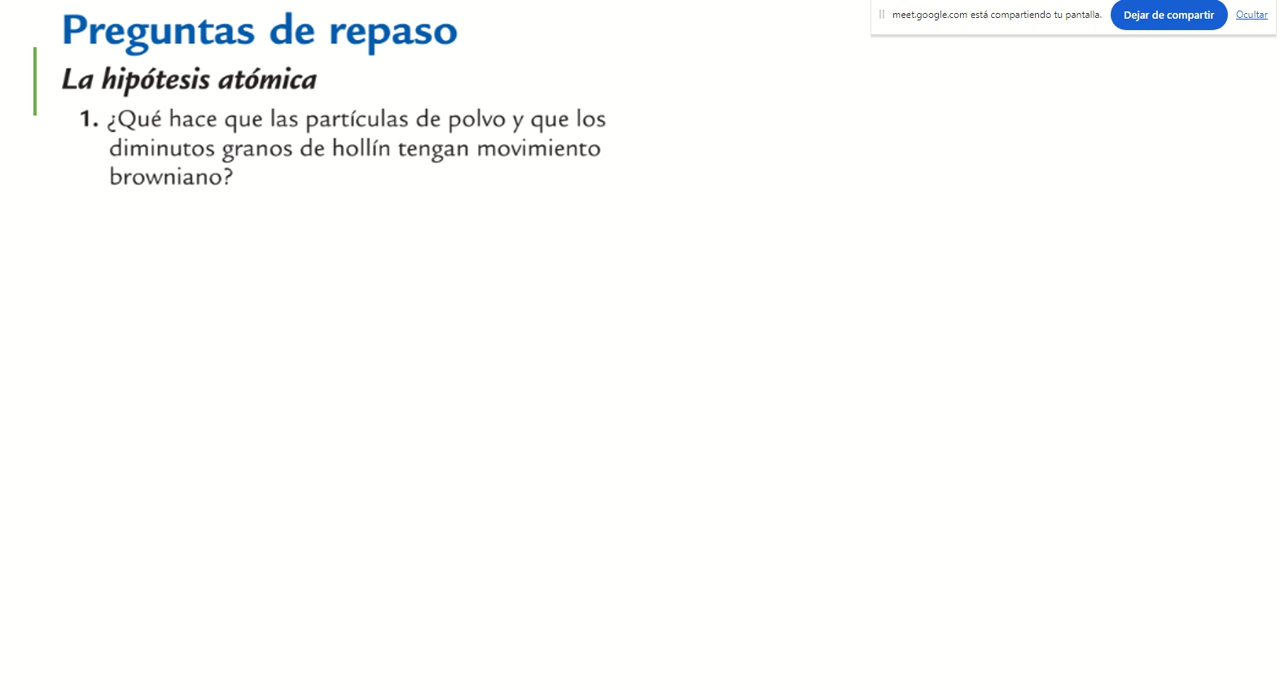 Preguntas de repaso
meet.google.com está compartiendo tu pantalla. Dejar de compartir Ocultar
La hipótesis atómica
1. ¿Qué hace que las partículas de polvo y que los
diminutos granos de hollín tengan movimiento
browniano?